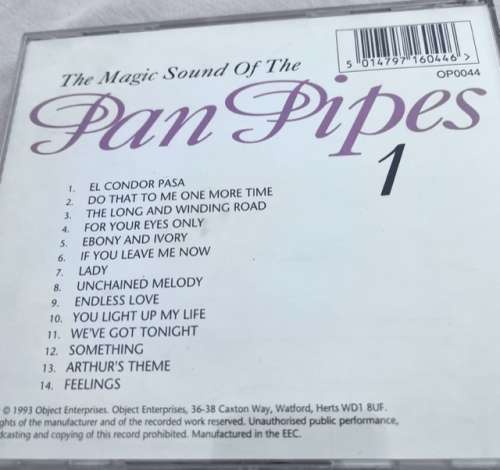 5 014797 160446 >
OP0044
The Magic Sound Of The
Pan Pipes
1
1. EL CONDOR PASA
2. DO THAT TO ME ONE MORE TIME
3. THE LONG AND WINDING ROAD
4. FOR YOUR EYES ONLY
5. EBONY AND IVORY
6. IF YOU LEAVE ME NOW
7. LADY
8. UNCHAINED MELODY
9. ENDLESS LOVE
10. YOU LIGHT UP MY LIFE
11. WE'VE GOT TONIGHT
12. SOMETHING
13. ARTHUR'S THEME
14. FEELINGS
© 1993 Object Enterprises. Object Enterprises, 36-38 Caxton Way, Watford, Herts WD1 8UF.
of the manufacturer and of the recorded work reserved. Unauthorised public performance,
and copying of this record prohibited. Manufactured in the EEC.